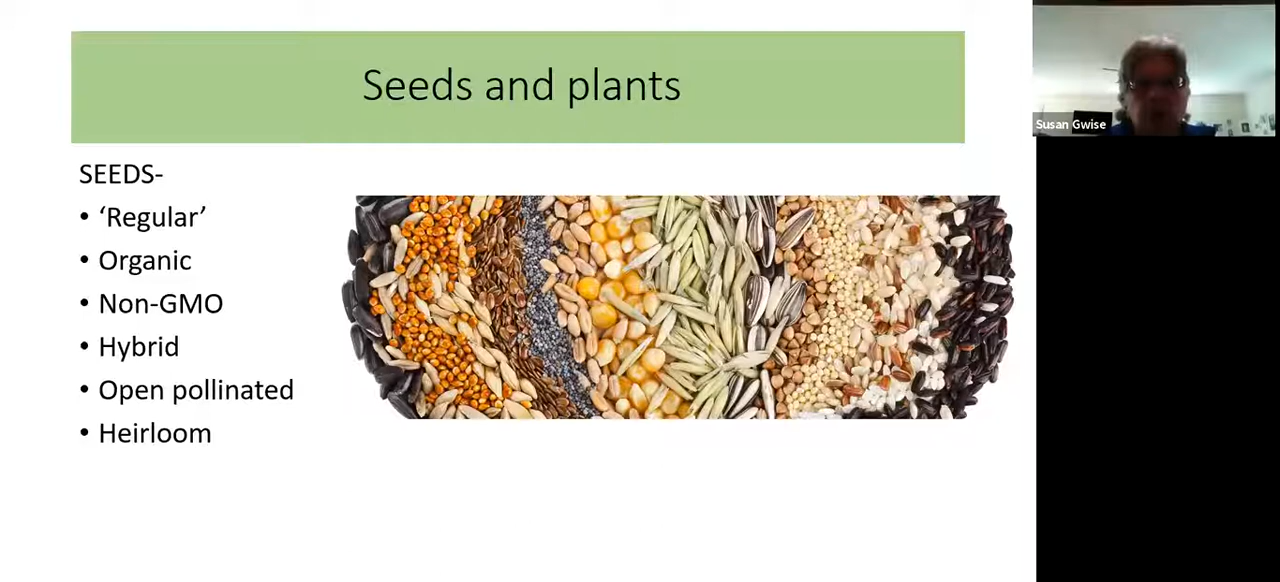 Seeds and plants
SEEDS-
• ‘Regular’
• Organic
• Non-GMO
• Hybrid
• Open pollinated
• Heirloom
Susan Gwise